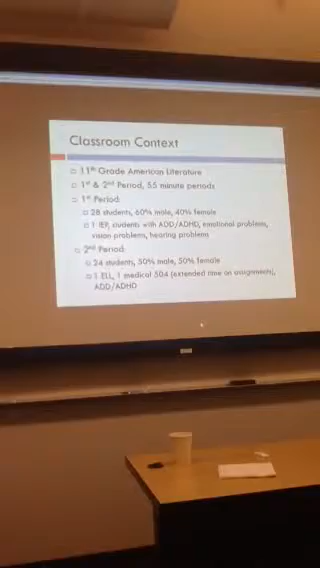 Classroom Context
11th Grade American Literature
1st & 2nd Period, 55 minute periods
1st Period:
28 students, 60% male, 40% female
1 IEP, students with ADD/ADHD, emotional problems,
vision problems, hearing problems
2nd Period:
24 students, 50% male, 50% female
1 ELL, 1 medical 504 (extended time on assignments),
ADD/ADHD